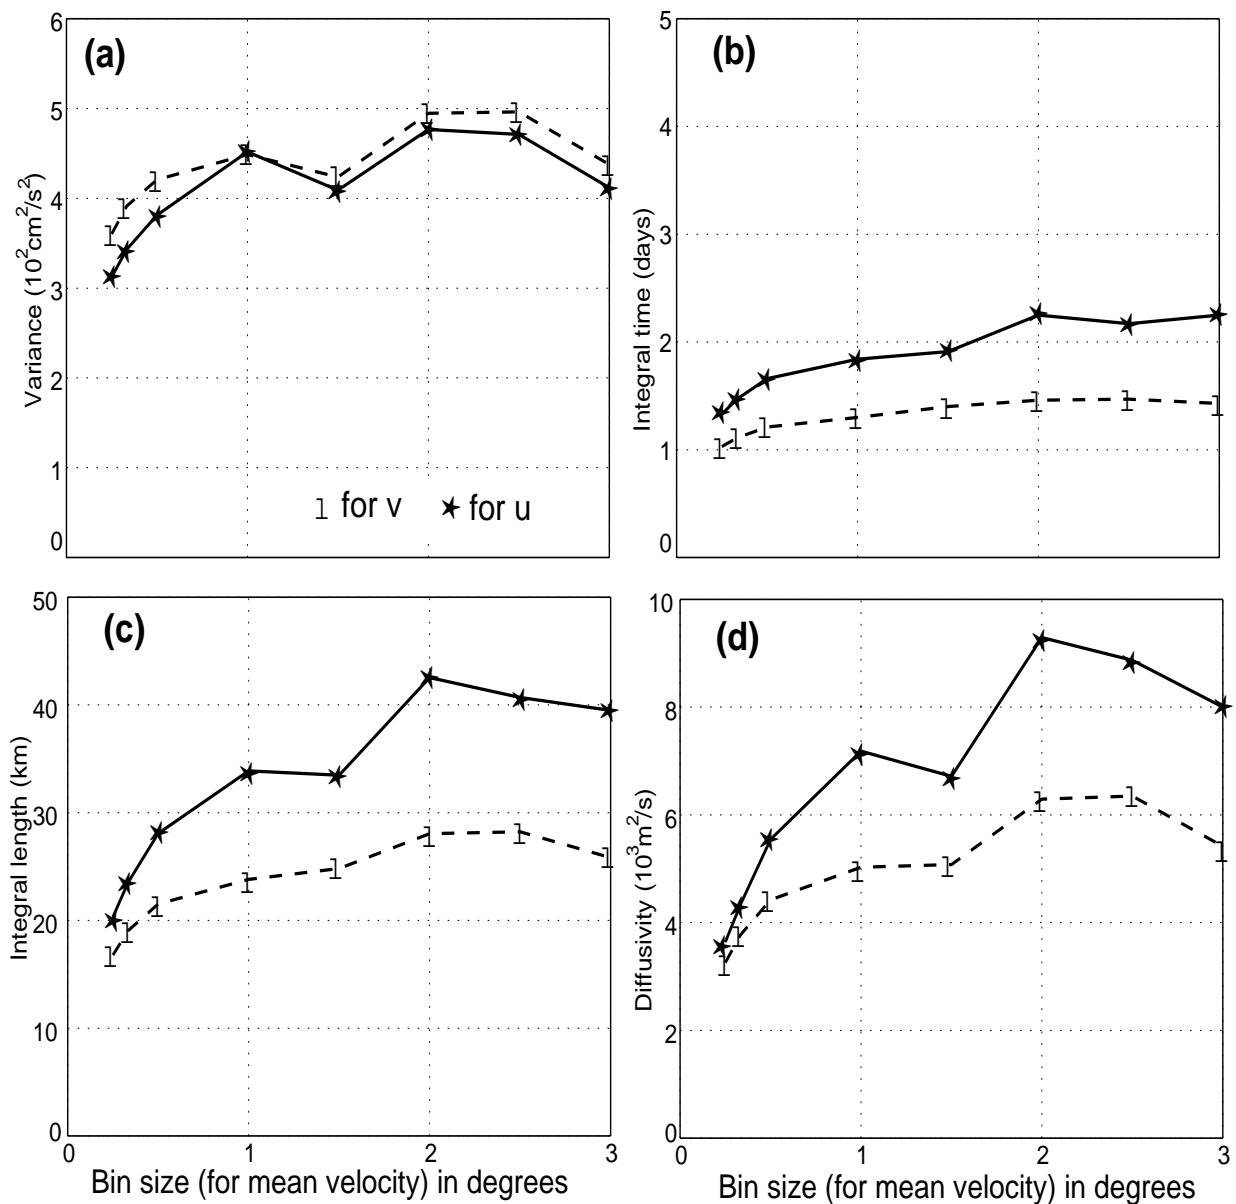 (a)
6
5
4
3
2
1
0
Variance (10²cm²/s²)
ꞁ for v ★ for u
(b)
5
4
3
2
1
0
Integral time (days)
(c)
50
40
30
20
10
0
Integral length (km)
0 1 2 3
Bin size (for mean velocity) in degrees
(d)
10
8
6
4
2
0
Diffusivity (10³m²/s)
0 1 2 3
Bin size (for mean velocity) in degrees